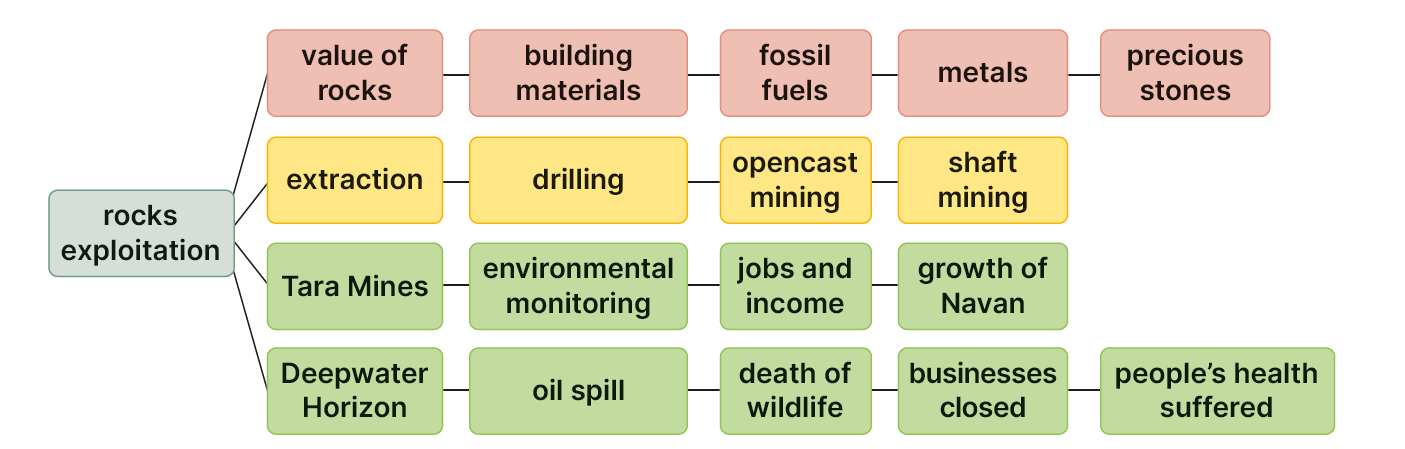 value of
rocks
building
materials
fossil
fuels
metals
precious
stones
extraction
drilling
opencast
mining
shaft
mining
rocks
exploitation
Tara Mines
environmental
monitoring
jobs and
income
growth of
Navan
Deepwater
Horizon
oil spill
death of
wildlife
businesses
closed
people’s health
suffered